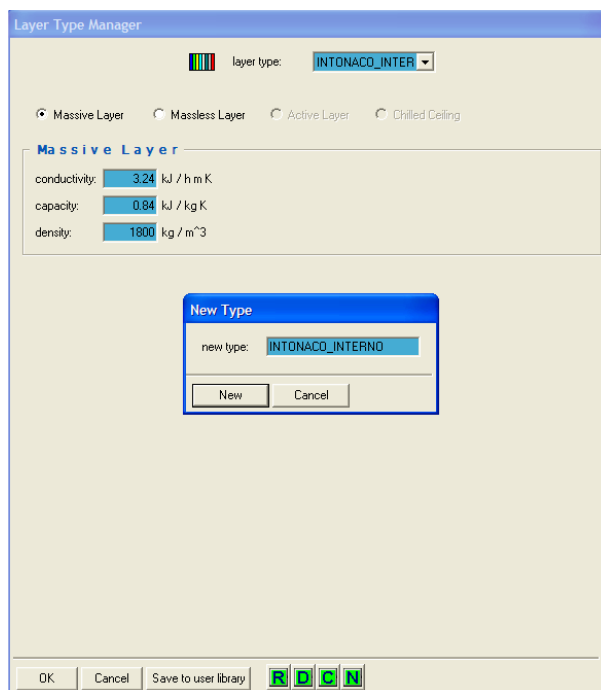 Layer Type Manager
layer type: INTONACO_INTER
Massive Layer Massless Layer Active Layer Chilled Ceiling
Massive Layer
conductivity: 3.24 kJ / h m K
capacity: 0.84 kJ / kg K
density: 1800 kg / m^3
New Type
new type: INTONACO_INTERNO
New Cancel
OK Cancel Save to user library R D C N